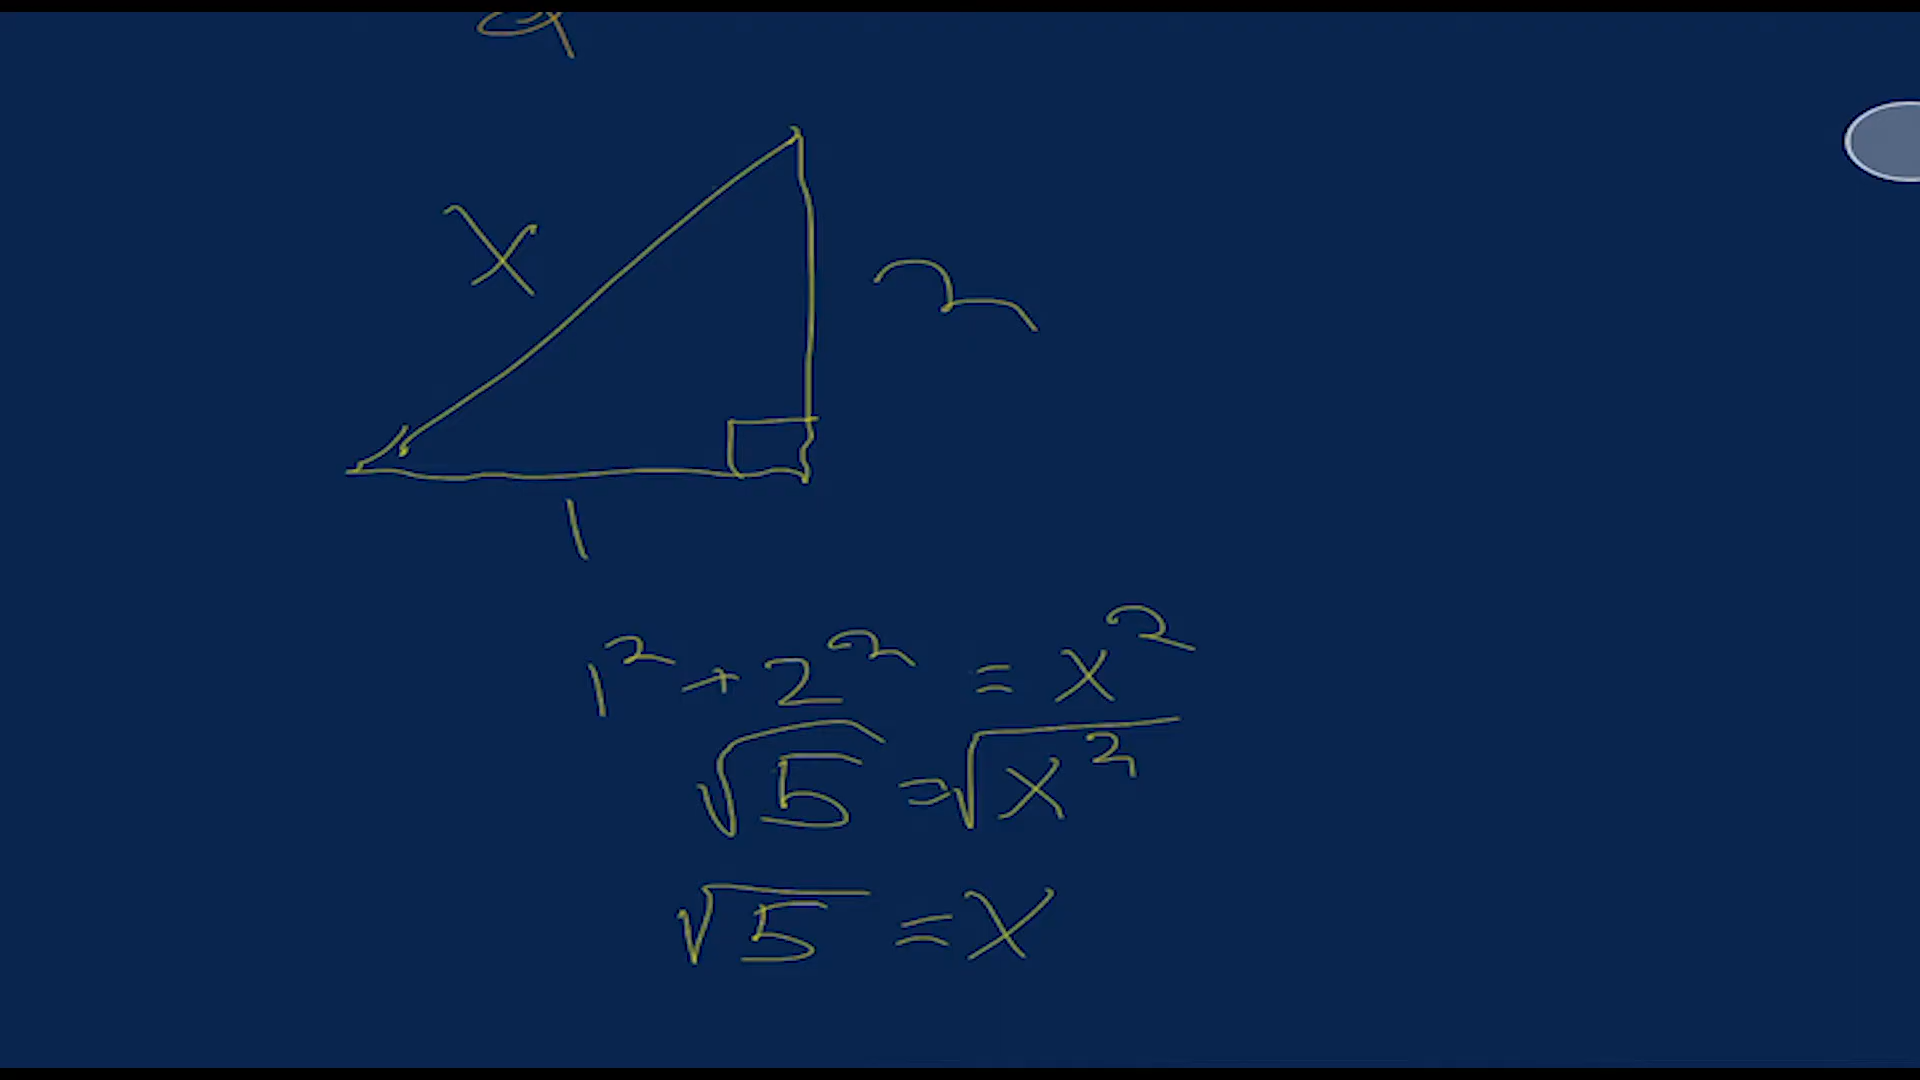 x
2
1
1² + 2² = x²
√5 = √x²
√5 = x